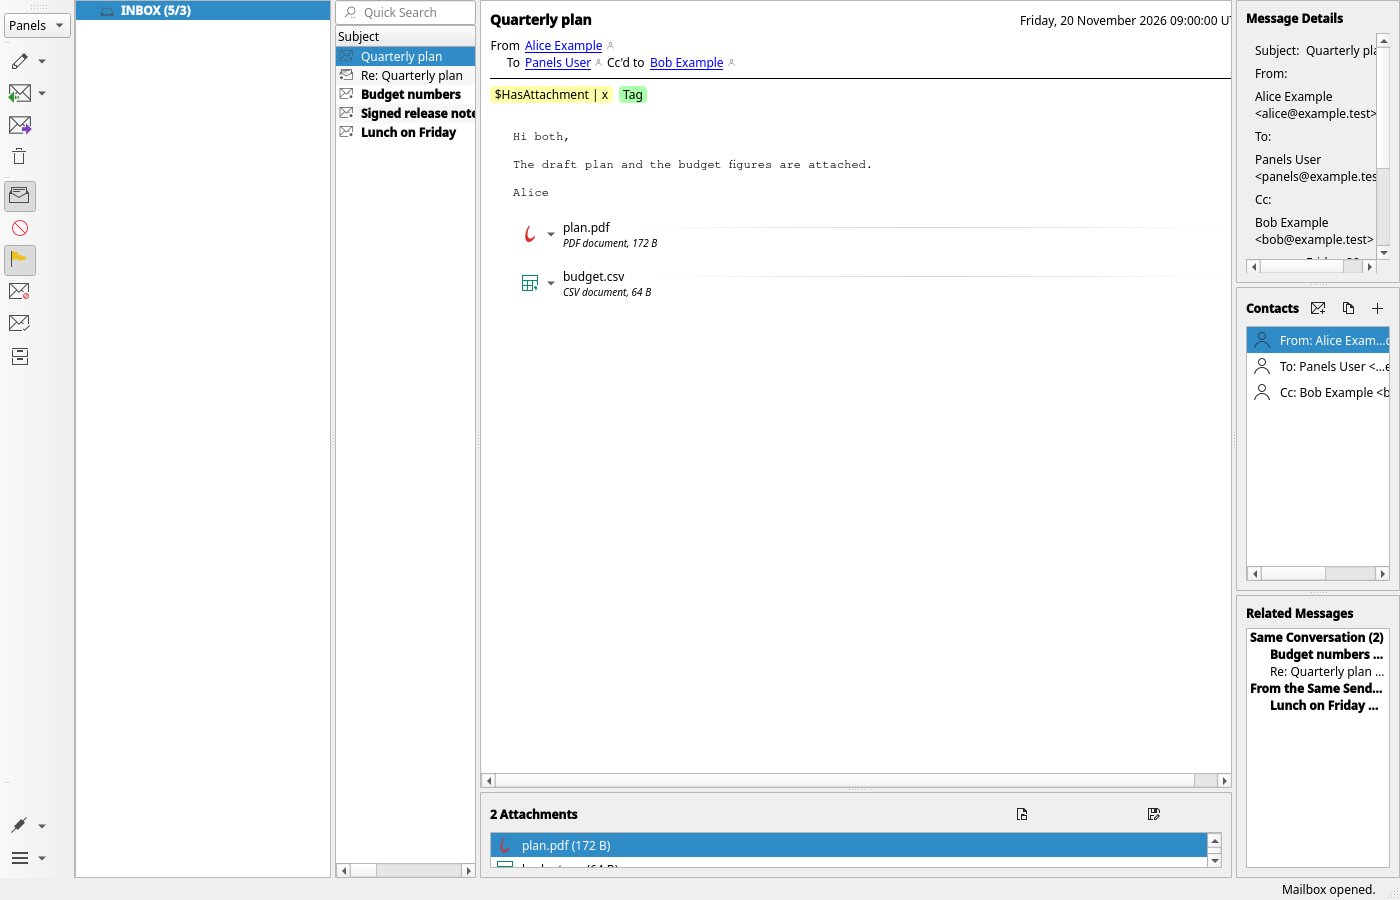 Panels
INBOX (5/3)
Quick Search
Subject
Quarterly plan
Re: Quarterly plan
Budget numbers
Signed release note
Lunch on Friday
Quarterly plan
Friday, 20 November 2026 09:00:00 U
From Alice Example
To Panels User Cc'd to Bob Example
$HasAttachment | x Tag
Hi both,
The draft plan and the budget figures are attached.
Alice
plan.pdf
PDF document, 172 B
budget.csv
CSV document, 64 B
2 Attachments
plan.pdf (172 B)
Message Details
Subject: Quarterly pla
From:
Alice Example
<alice@example.test>
To:
Panels User
<panels@example.tes
Cc:
Bob Example
<bob@example.test>
Contacts
From: Alice Exam...
To: Panels User <...e
Cc: Bob Example <b
Related Messages
Same Conversation (2)
Budget numbers ...
Re: Quarterly plan ...
From the Same Send...
Lunch on Friday ...
Mailbox opened.